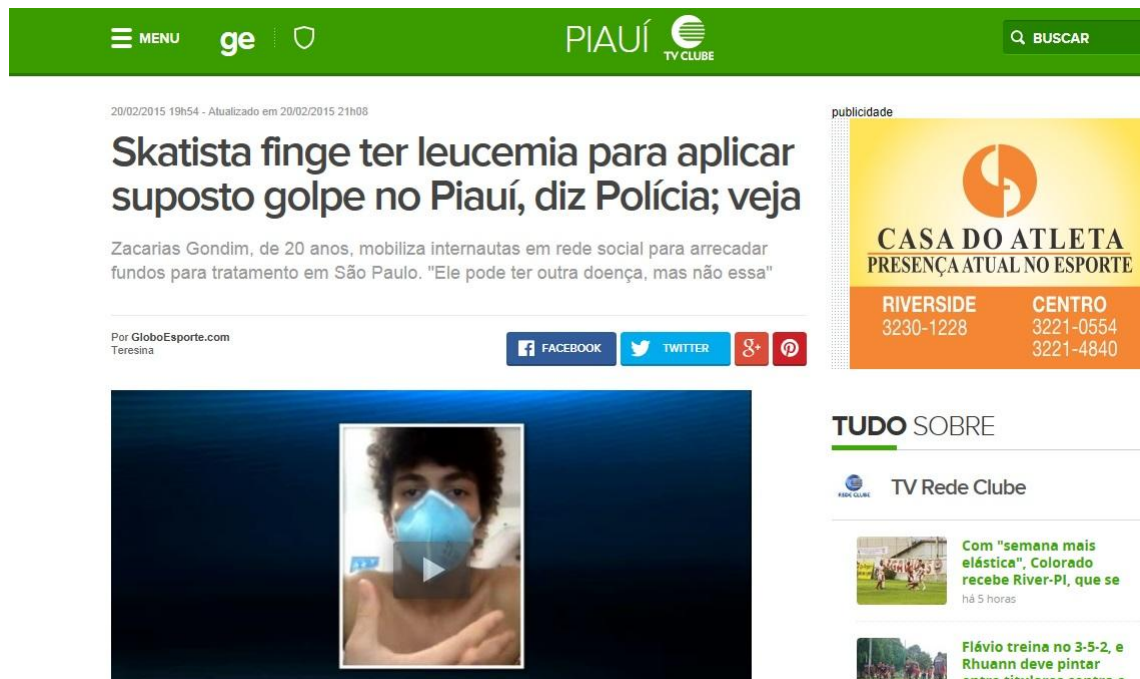 MENU
ge
PIAUÍ
TV CLUBE
BUSCAR
20/02/2015 19h54 - Atualizado em 20/02/2015 21h08
Skatista finge ter leucemia para aplicar
suposto golpe no Piauí, diz Polícia; veja
Zacarias Gondim, de 20 anos, mobiliza internautas em rede social para arrecadar
fundos para tratamento em São Paulo. "Ele pode ter outra doença, mas não essa"
Por GloboEsporte.com
Teresina
FACEBOOK
TWITTER
g+
publicidade
CASA DO ATLETA
PRESENÇA ATUAL NO ESPORTE
RIVERSIDE
3230-1228
CENTRO
3221-0554
3221-4840
TUDO SOBRE
REDE CLUBE
TV Rede Clube
Com "semana mais
elástica", Colorado
recebe River-PI, que se
há 5 horas
Flávio treina no 3-5-2, e
Rhuann deve pintar